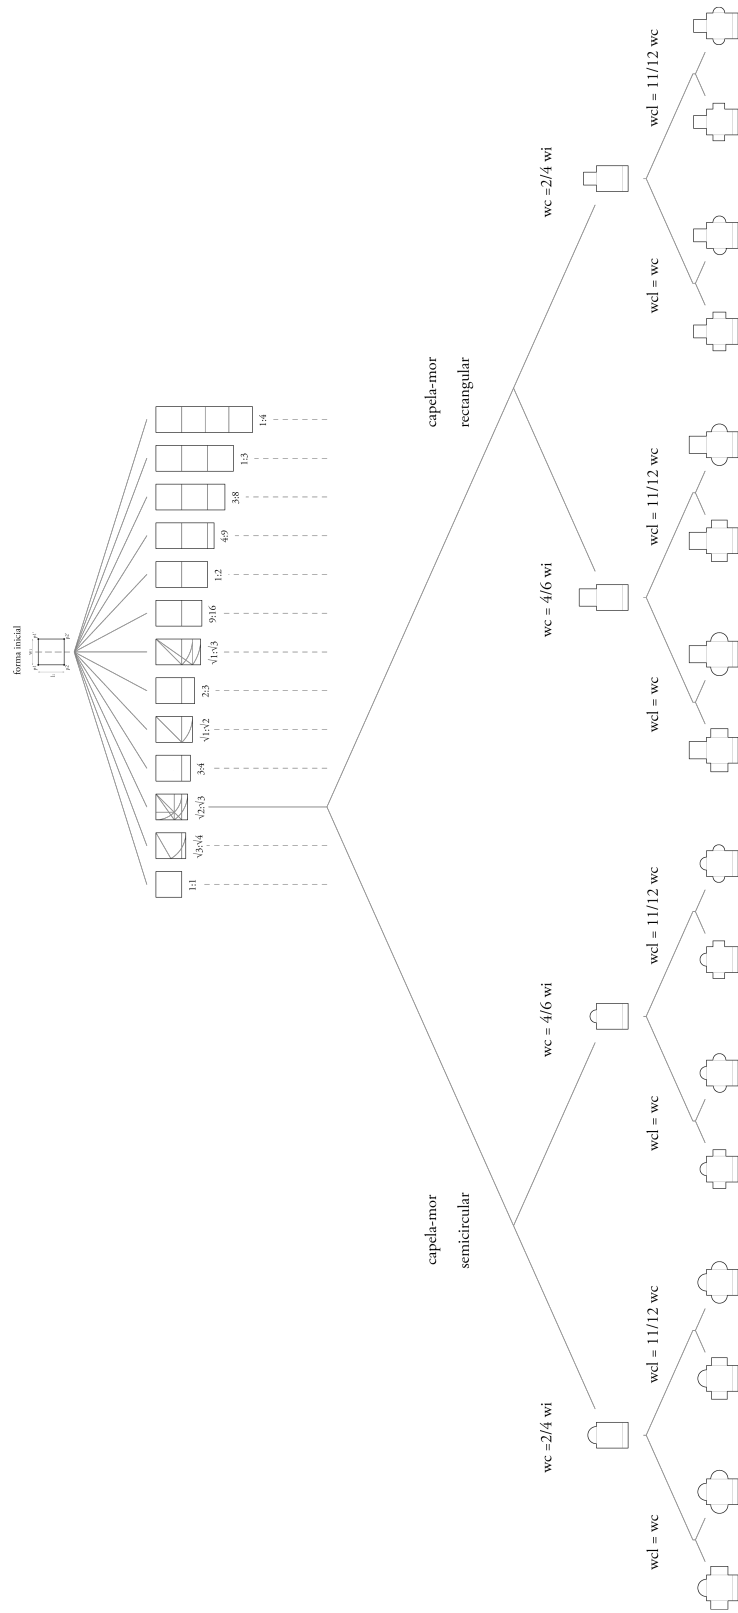 forma inicial
1:1
√3:√4
√2:√3
3:4
√1:√2
2:3
√1:√3
9:16
1:2
4:9
3:8
1:3
1:4
capela-mor
semicircular
capela-mor
rectangular
wc =2/4 wi
wc = 4/6 wi
wc = 4/6 wi
wc =2/4 wi
wcl = wc
wcl = 11/12 wc
wcl = wc
wcl = 11/12 wc
wcl = wc
wcl = 11/12 wc
wcl = wc
wcl = 11/12 wc